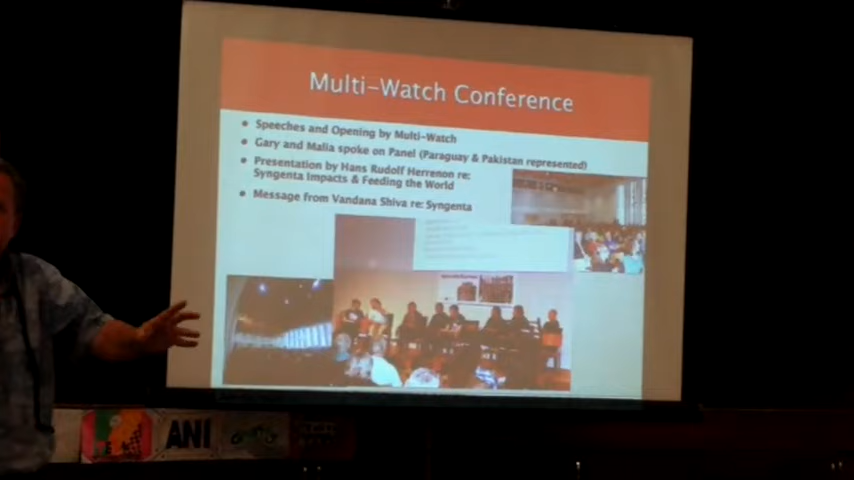 Multi-Watch Conference
Speeches and Opening by Multi-Watch
Gary and Malia spoke on Panel (Paraguay & Pakistan represented)
Presentation by Hans Rudolf Herrenon re:
Syngenta Impacts & Feeding the World
Message from Vandana Shiva re: Syngenta
ANI